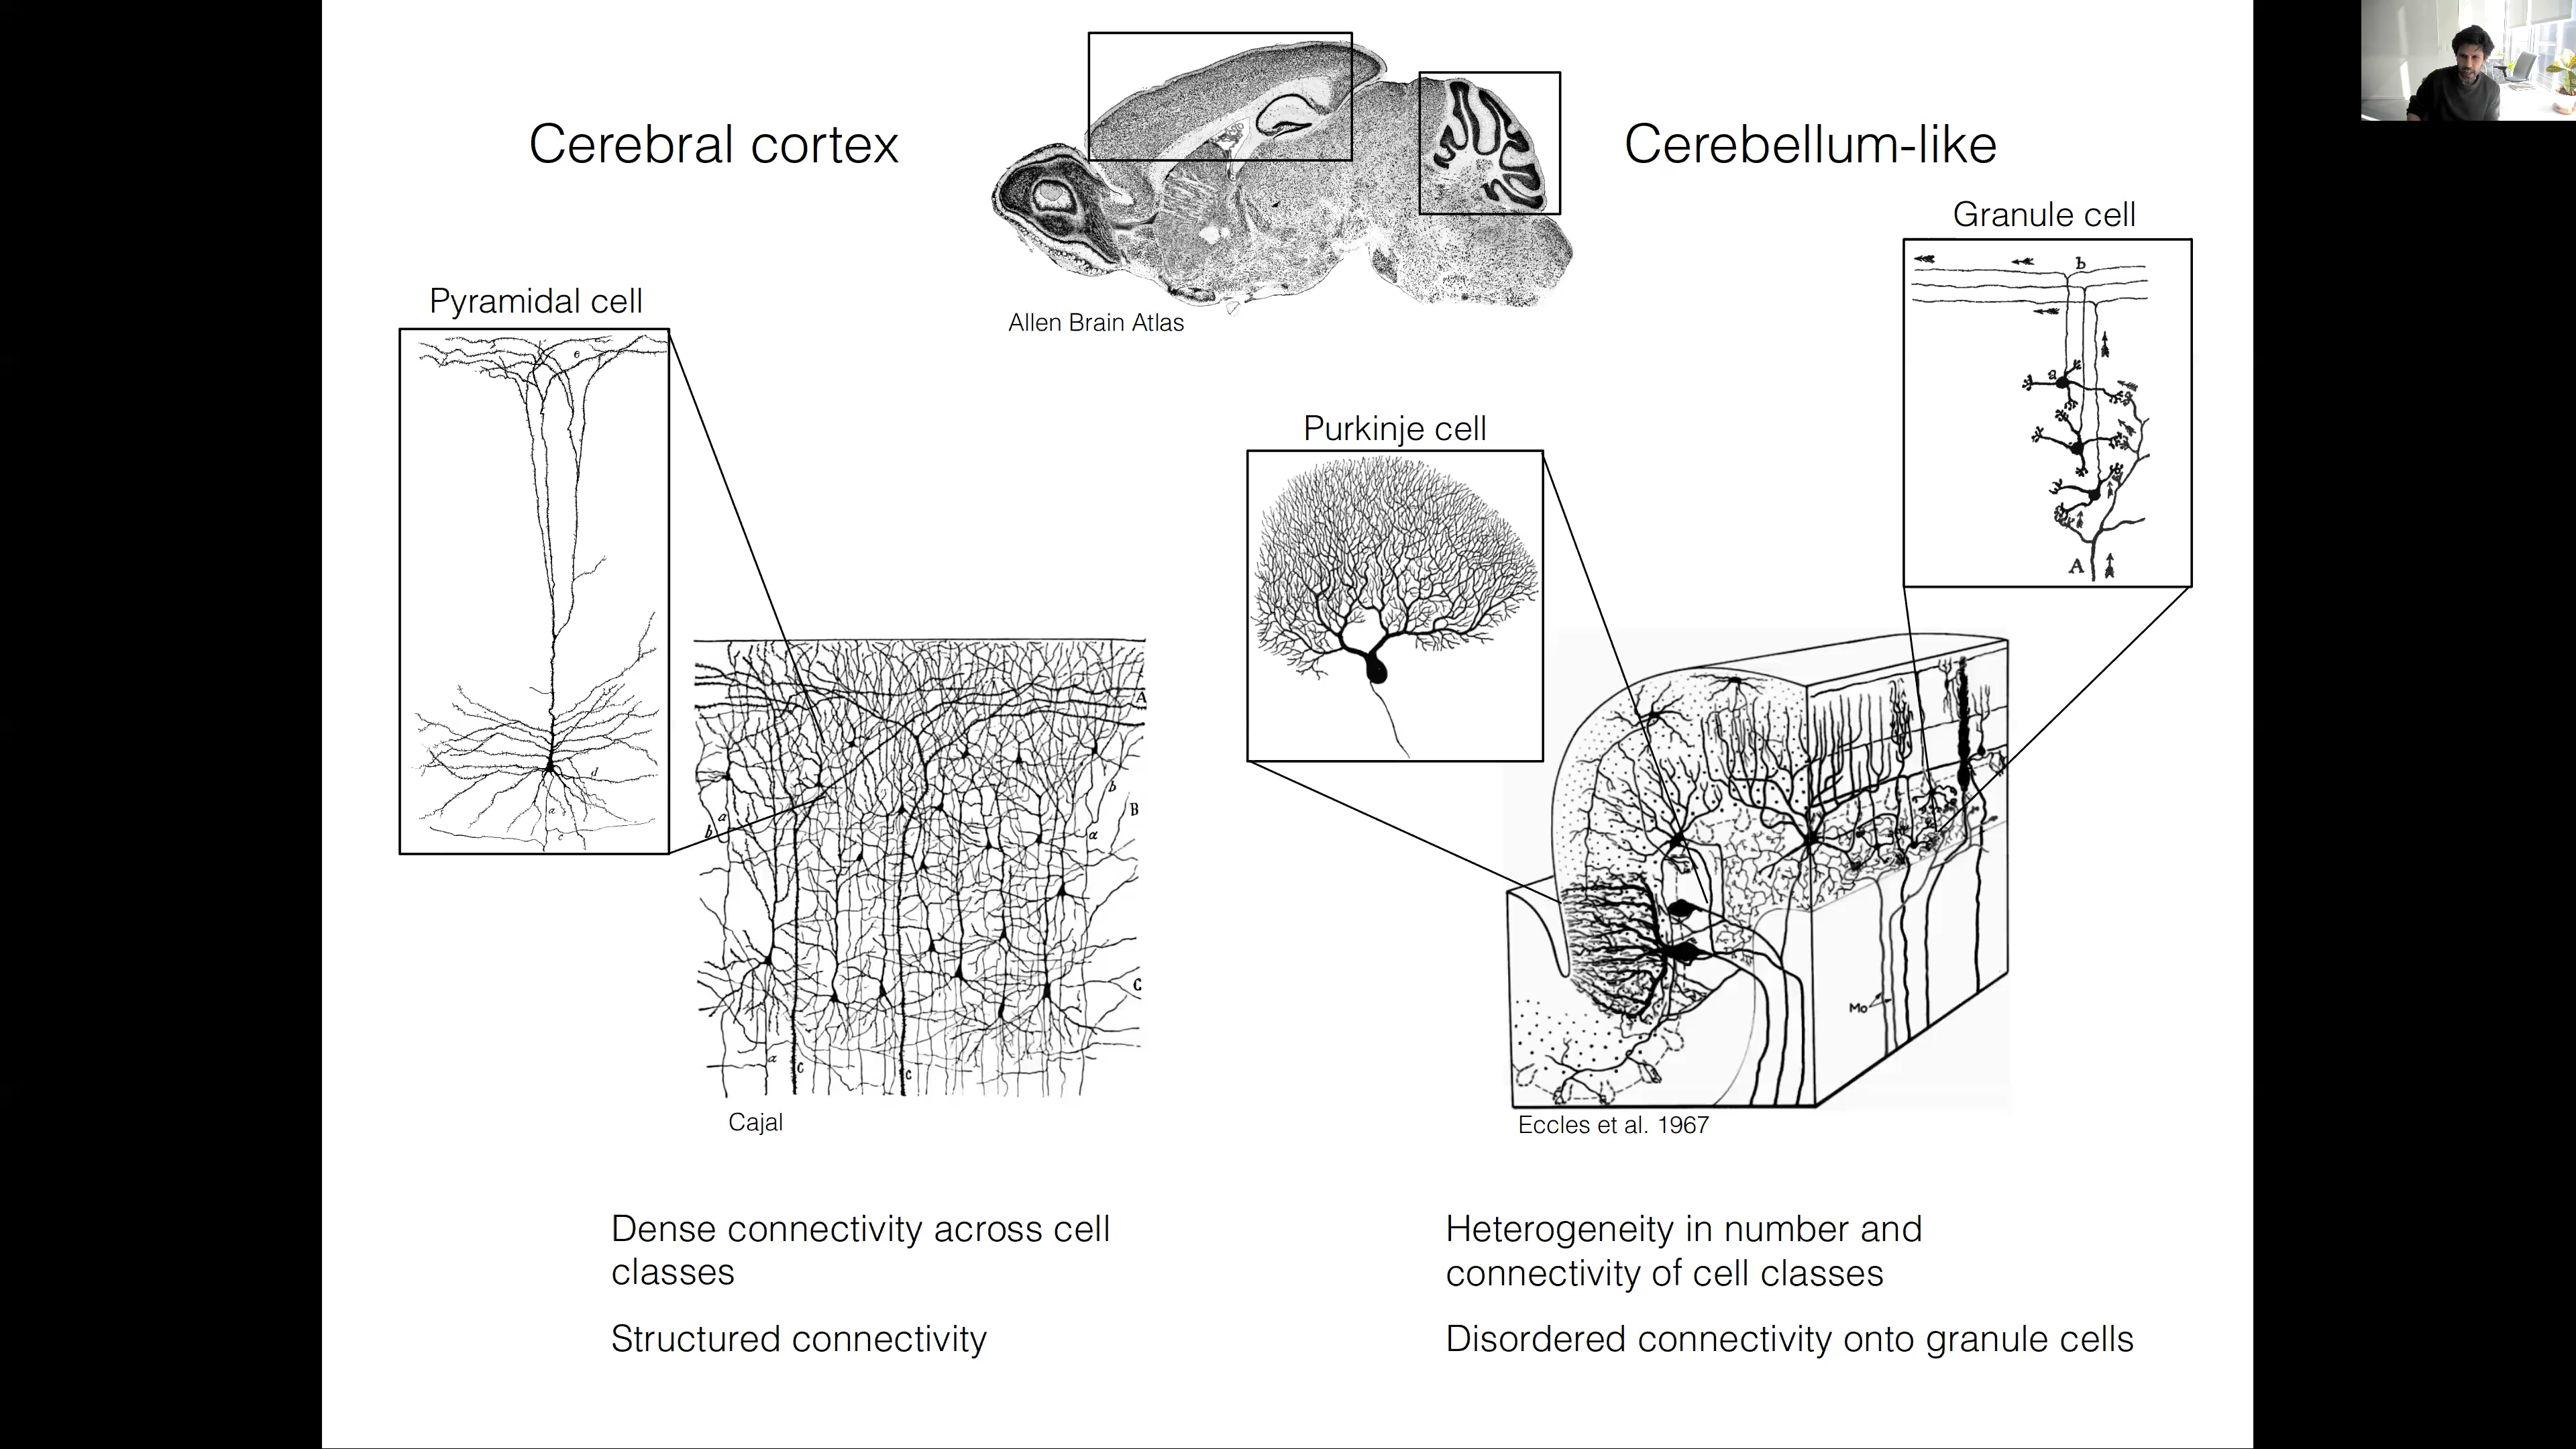 Cerebral cortex
Cerebellum-like
Granule cell
b
a
A
Pyramidal cell
e
d
a
c
Allen Brain Atlas
Purkinje cell
A
b
B
a
b
a
C
a
c
c
Mo
Cajal
Eccles et al. 1967
Dense connectivity across cell
classes
Structured connectivity
Heterogeneity in number and
connectivity of cell classes
Disordered connectivity onto granule cells